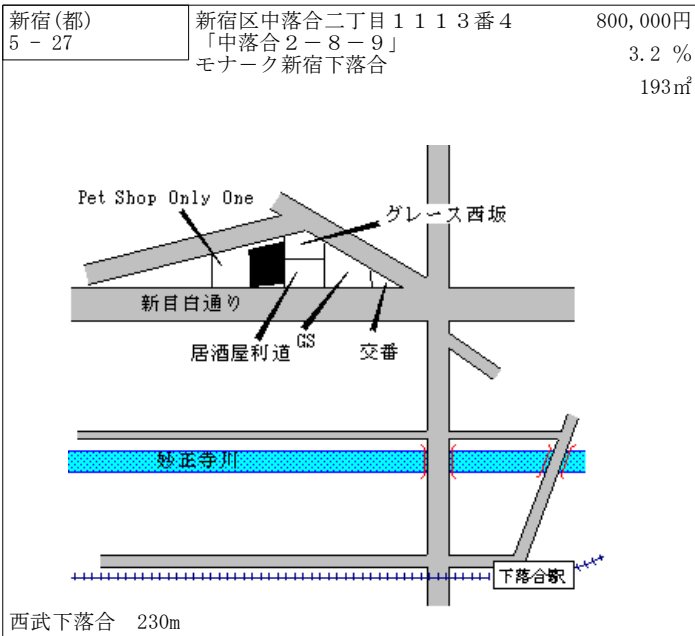 新宿(都)
5 - 27
新宿区中落合二丁目１１１３番４
「中落合２－８－９」
モナーク新宿下落合
800,000円
3.2 %
193㎡
Pet Shop Only One
グレース西坂
新目白通り
居酒屋利道
GS
交番
妙正寺川
下落合駅
西武下落合 230m